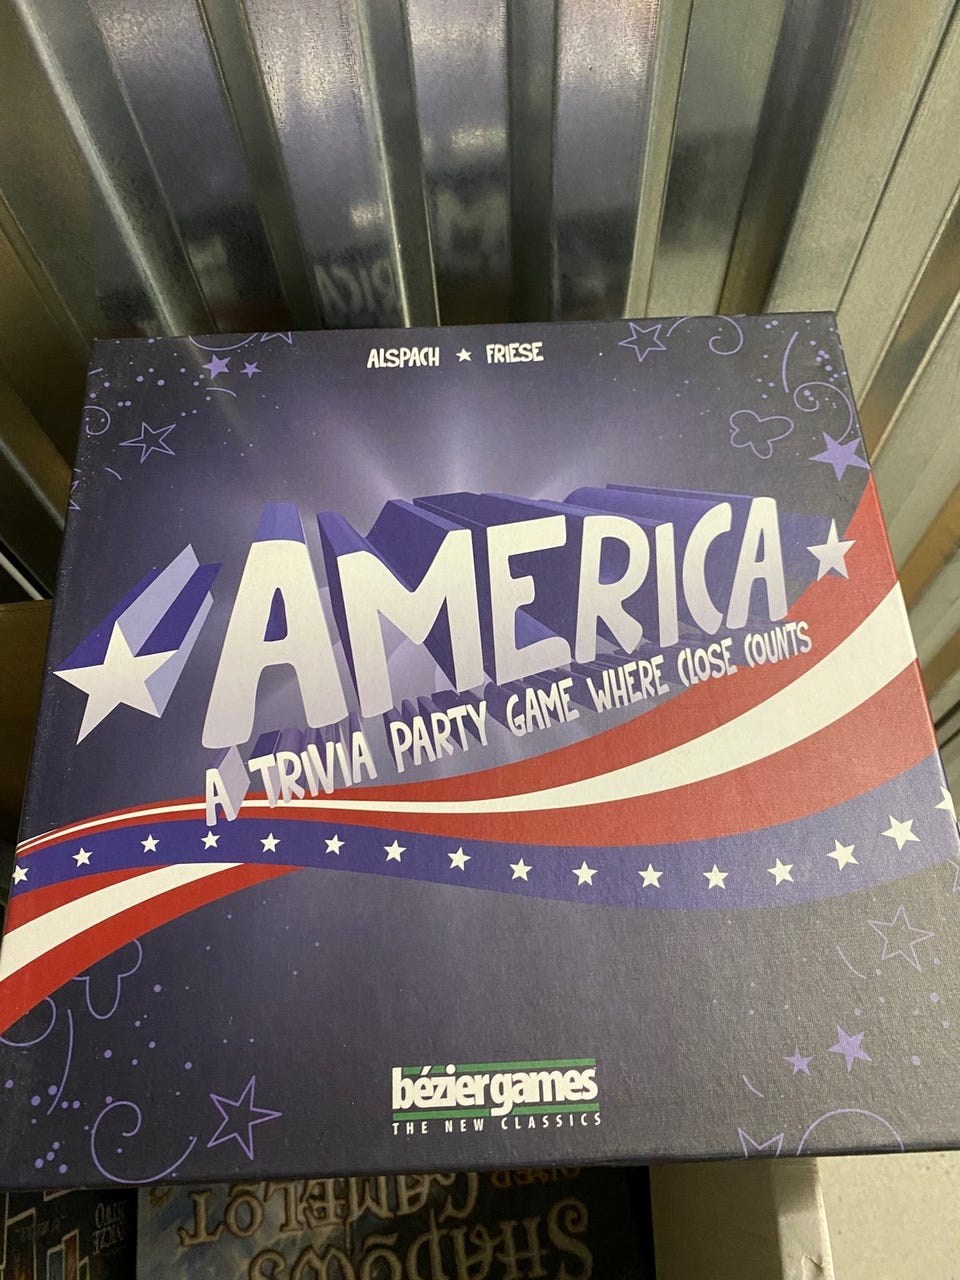 ALSPACH ★ FRIESE
AMERICA
A TRIVIA PARTY GAME WHERE CLOSE COUNTS
béziergames
THE NEW CLASSICS
SHADOWS
OVER
CAMELOT